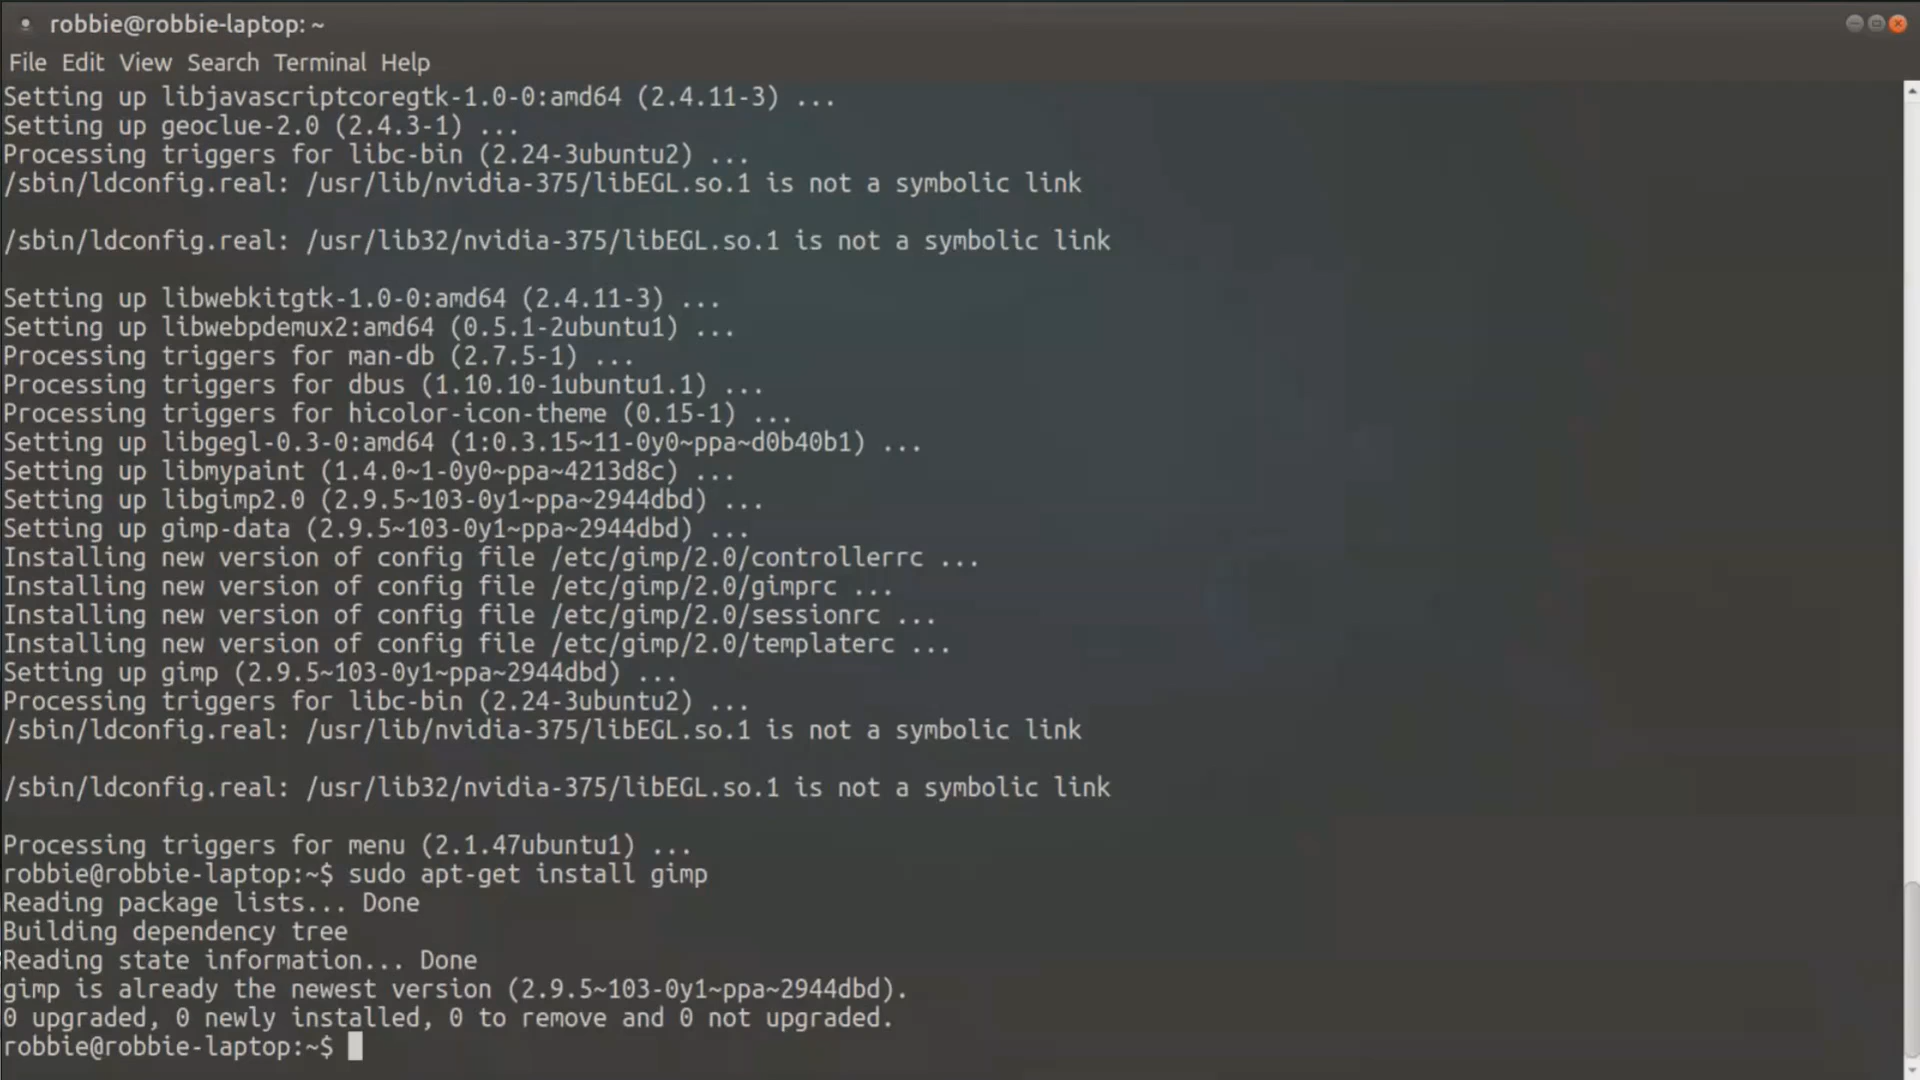 robbie@robbie-laptop: ~
File Edit View Search Terminal Help
Setting up libjavascriptcoregtk-1.0-0:amd64 (2.4.11-3) ...
Setting up geoclue-2.0 (2.4.3-1) ...
Processing triggers for libc-bin (2.24-3ubuntu2) ...
/sbin/ldconfig.real: /usr/lib/nvidia-375/libEGL.so.1 is not a symbolic link
/sbin/ldconfig.real: /usr/lib32/nvidia-375/libEGL.so.1 is not a symbolic link
Setting up libwebkitgtk-1.0-0:amd64 (2.4.11-3) ...
Setting up libwebpdemux2:amd64 (0.5.1-2ubuntu1) ...
Processing triggers for man-db (2.7.5-1) ...
Processing triggers for dbus (1.10.10-1ubuntu1.1) ...
Processing triggers for hicolor-icon-theme (0.15-1) ...
Setting up libgegl-0.3-0:amd64 (1:0.3.15~11-0y0~ppa~d0b40b1) ...
Setting up libmypaint (1.4.0~1-0y0~ppa~4213d8c) ...
Setting up libgimp2.0 (2.9.5~103-0y1~ppa~2944dbd) ...
Setting up gimp-data (2.9.5~103-0y1~ppa~2944dbd) ...
Installing new version of config file /etc/gimp/2.0/controllerrc ...
Installing new version of config file /etc/gimp/2.0/gimprc ...
Installing new version of config file /etc/gimp/2.0/sessionrc ...
Installing new version of config file /etc/gimp/2.0/templaterc ...
Setting up gimp (2.9.5~103-0y1~ppa~2944dbd) ...
Processing triggers for libc-bin (2.24-3ubuntu2) ...
/sbin/ldconfig.real: /usr/lib/nvidia-375/libEGL.so.1 is not a symbolic link
/sbin/ldconfig.real: /usr/lib32/nvidia-375/libEGL.so.1 is not a symbolic link
Processing triggers for menu (2.1.47ubuntu1) ...
robbie@robbie-laptop:~$ sudo apt-get install gimp
Reading package lists... Done
Building dependency tree
Reading state information... Done
gimp is already the newest version (2.9.5~103-0y1~ppa~2944dbd).
0 upgraded, 0 newly installed, 0 to remove and 0 not upgraded.
robbie@robbie-laptop:~$